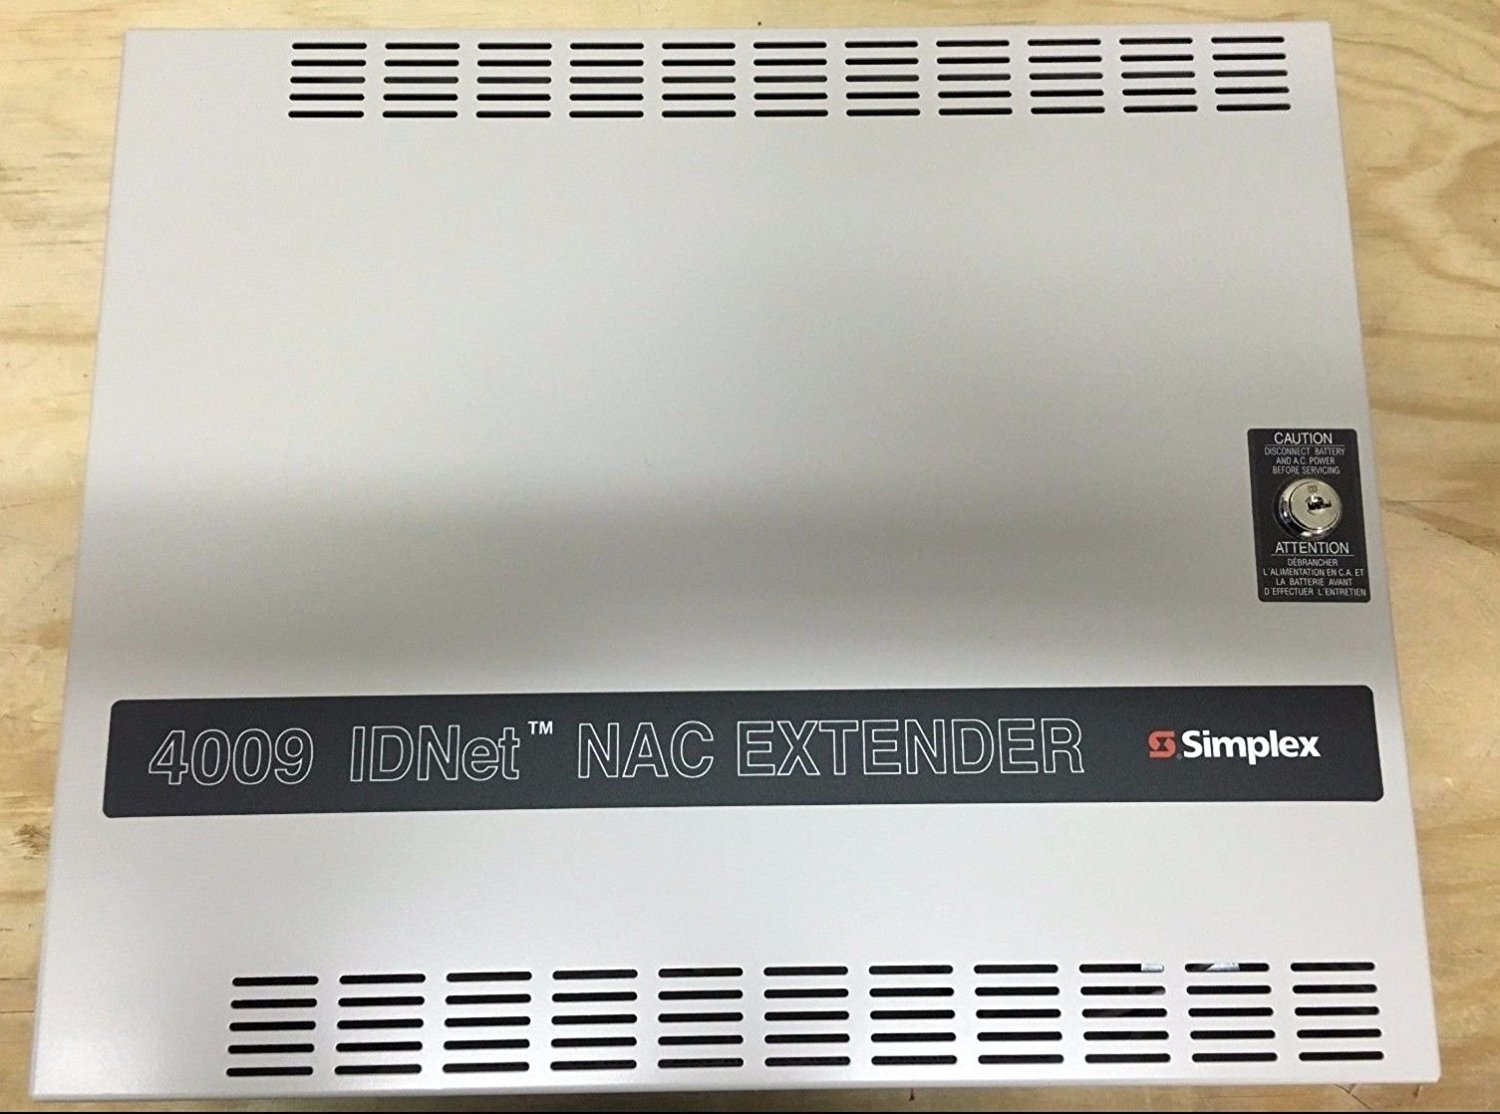 CAUTION
DISCONNECT BATTERY
AND A.C. POWER
BEFORE SERVICING
ATTENTION
DÉBRANCHER
L'ALIMENTATION EN C.A. ET
LA BATTERIE AVANT
D'EFFECTUER L'ENTRETIEN
4009 IDNet™ NAC EXTENDER Simplex